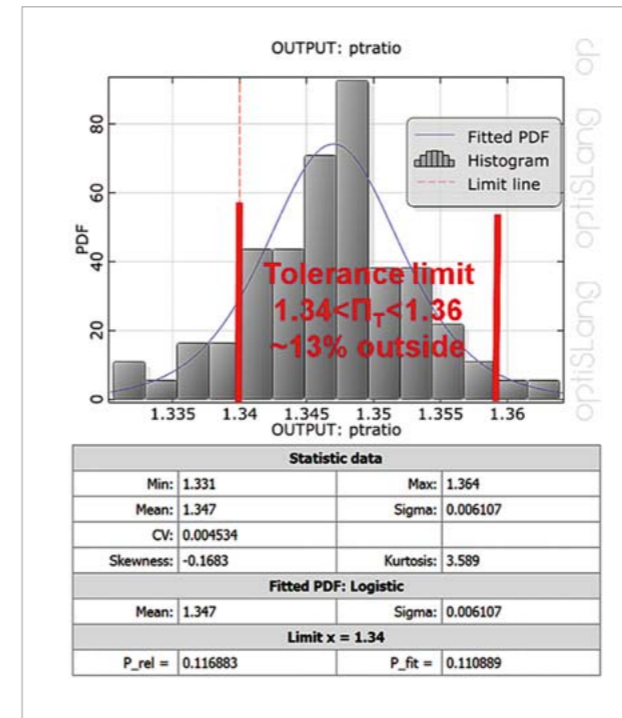 OUTPUT: ptratio
Fitted PDF
Histogram
Limit line
PDF
80
60
40
20
0
Tolerance limit
1.34<Π_T<1.36
~13% outside
1.335 1.34 1.345 1.35 1.355 1.36
OUTPUT: ptratio
optiSLang optiSLang op
Statistic data
Min: 1.331 Max: 1.364
Mean: 1.347 Sigma: 0.006107
CV: 0.004534
Skewness: -0.1683 Kurtosis: 3.589
Fitted PDF: Logistic
Mean: 1.347 Sigma: 0.006107
Limit x = 1.34
P_rel = 0.116883 P_fit = 0.110889